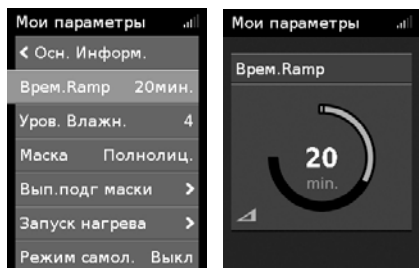 Мои параметры
Осн. Информ.
Врем.Ramp 20мин.
Уров. Влажн. 4
Маска Полнолиц.
Вып.подг маски
Запуск нагрева
Режим самол. Выкл
Мои параметры
Врем.Ramp
20
min.